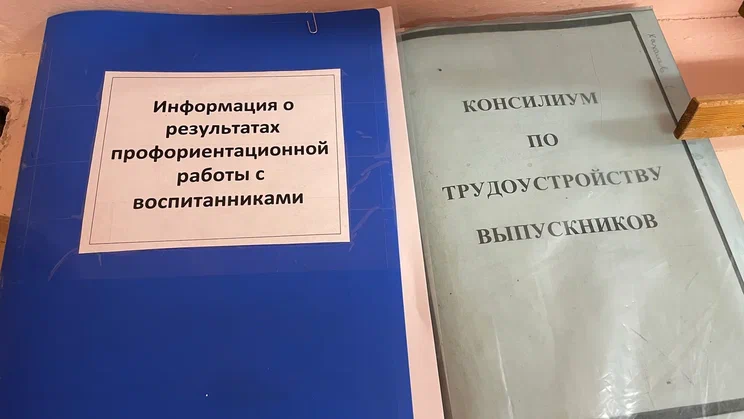 Информация о
результатах
профориентационной
работы с
воспитанниками
КОНСИЛИУМ
ПО
ТРУДОУСТРОЙСТВУ
ВЫПУСКНИКОВ